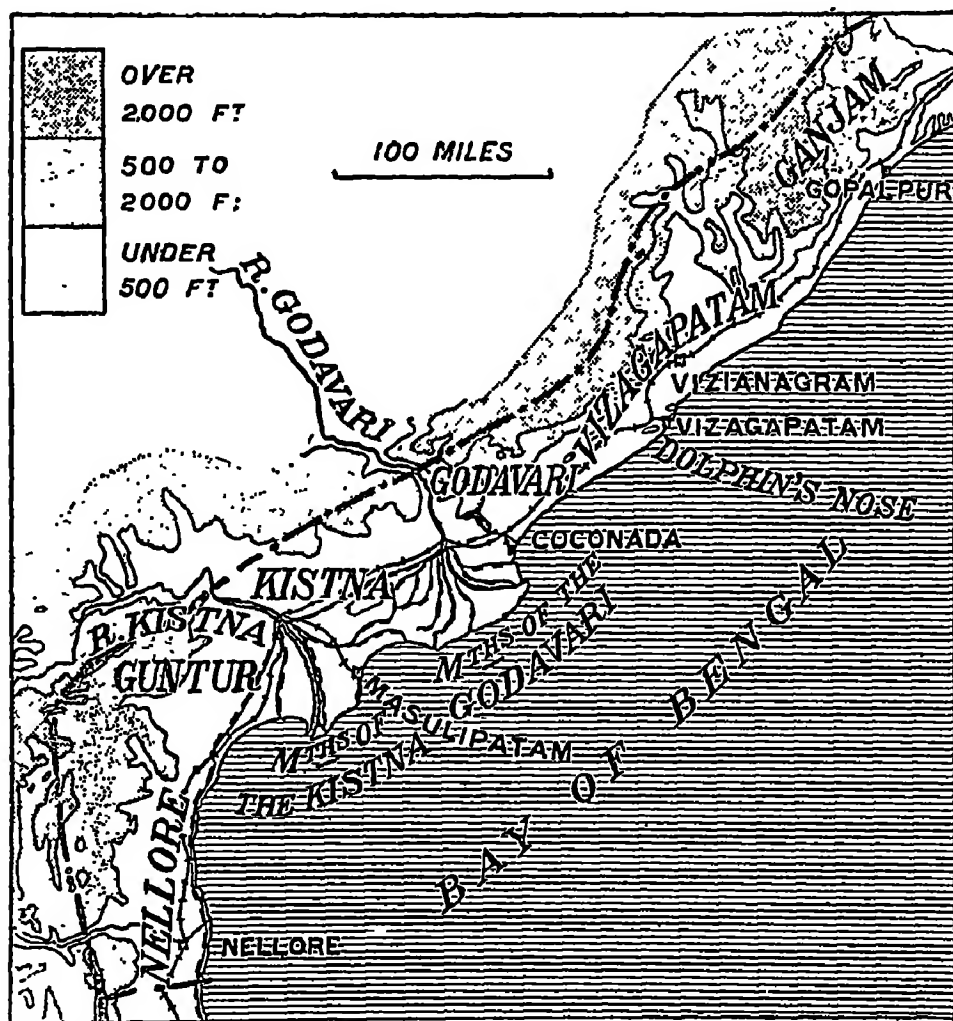 OVER
2000 FT
500 TO
2000 F:
UNDER
500 FT
100 MILES
GANJAM
GOPALPUR
R. GODAVARI
VIZAGAPATAM
VIZIANAGRAM
VIZAGAPATAM
DOLPHIN'S NOSE
GODAVARI
COCONADA
KISTNA
MTHS OF THE
GODAVARI
R. KISTNA
GUNTUR
MASULIPATAM
MTHS OF
THE KISTNA
BAY OF BENGAL
NELLORE
NELLORE